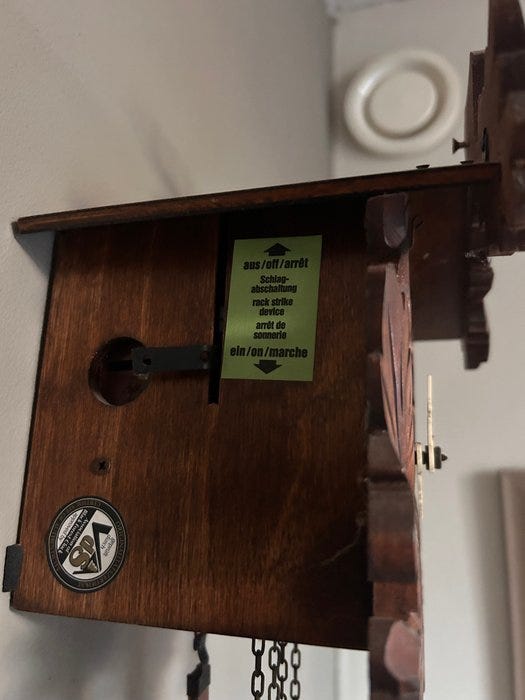 aus/off/arrêt
Schlag-
abschaltung
rack strike
device
arrêt de
sonnerie
ein/on/marche